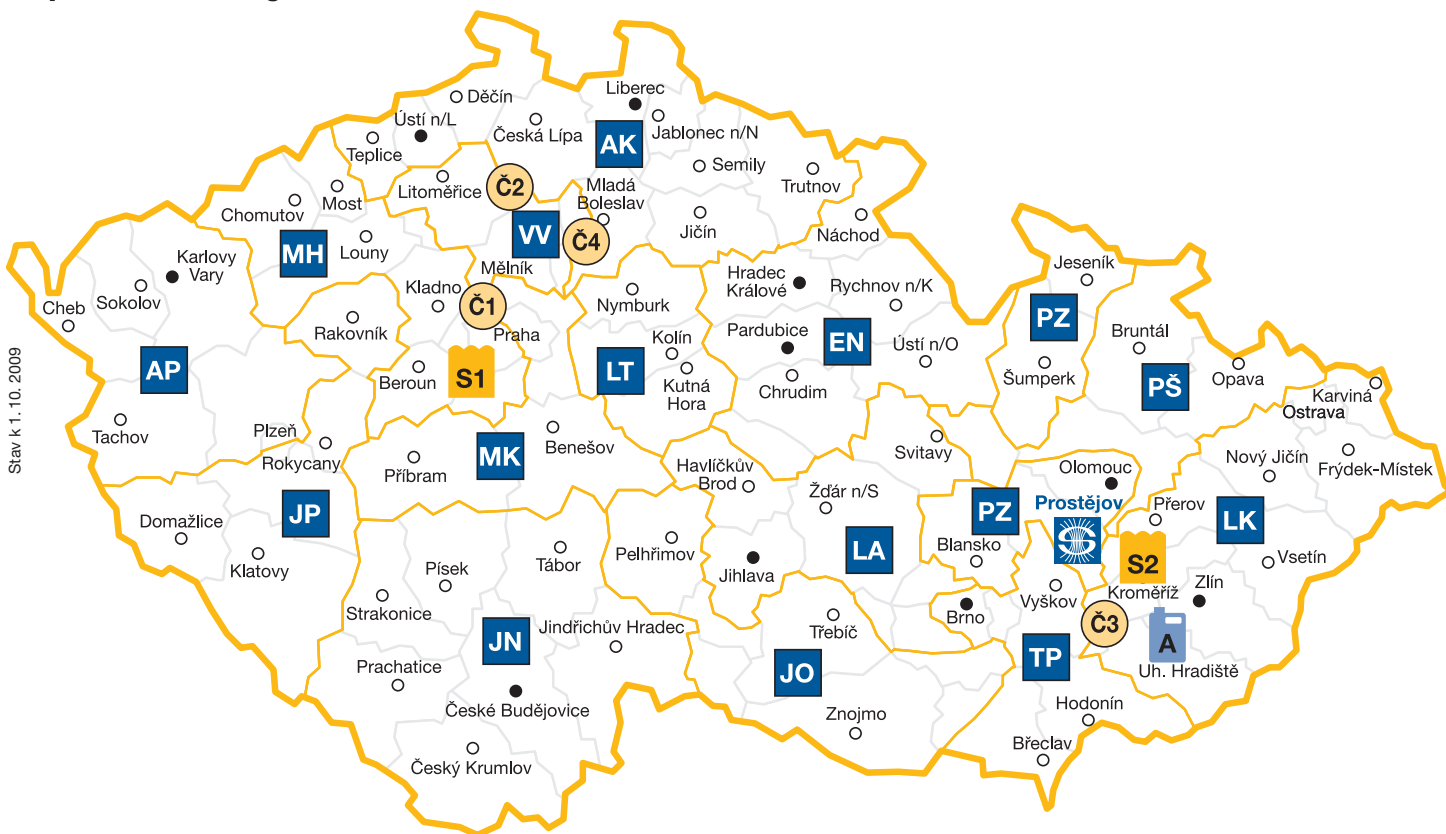 Děčín
Liberec
Ústí n/L
Česká Lípa
Jablonec n/N
AK
Teplice
Semily
Trutnov
Litoměřice
Č2
Mladá
Boleslav
Most
Chomutov
Jičín
Náchod
VV
Č4
Louny
MH
Karlovy
Vary
Mělník
Jeseník
Sokolov
Cheb
Kladno
Č1
Nymburk
Hradec
Králové
Rychnov n/K
PZ
Rakovník
Praha
Pardubice
EN
Ústí n/O
Bruntál
Kolín
AP
Beroun
S1
LT
Kutná
Hora
Chrudim
Šumperk
PŠ
Opava
Karviná
Ostrava
Stav k 1. 10. 2009
Tachov
Plzeň
Rokycany
Benešov
Svitavy
MK
Příbram
Havlíčkův
Brod
Olomouc
Nový Jičín
Frýdek-Místek
Žďár n/S
Prostějov
Přerov
JP
PZ
LK
Domažlice
Klatovy
Písek
Tábor
Pelhřimov
Jihlava
LA
Blansko
S2
Vsetín
Zlín
Kroměříž
Strakonice
Vyškov
Brno
Č3
Třebíč
JN
Jindřichův Hradec
A
Prachatice
JO
TP
Uh. Hradiště
České Budějovice
Znojmo
Hodonín
Břeclav
Český Krumlov